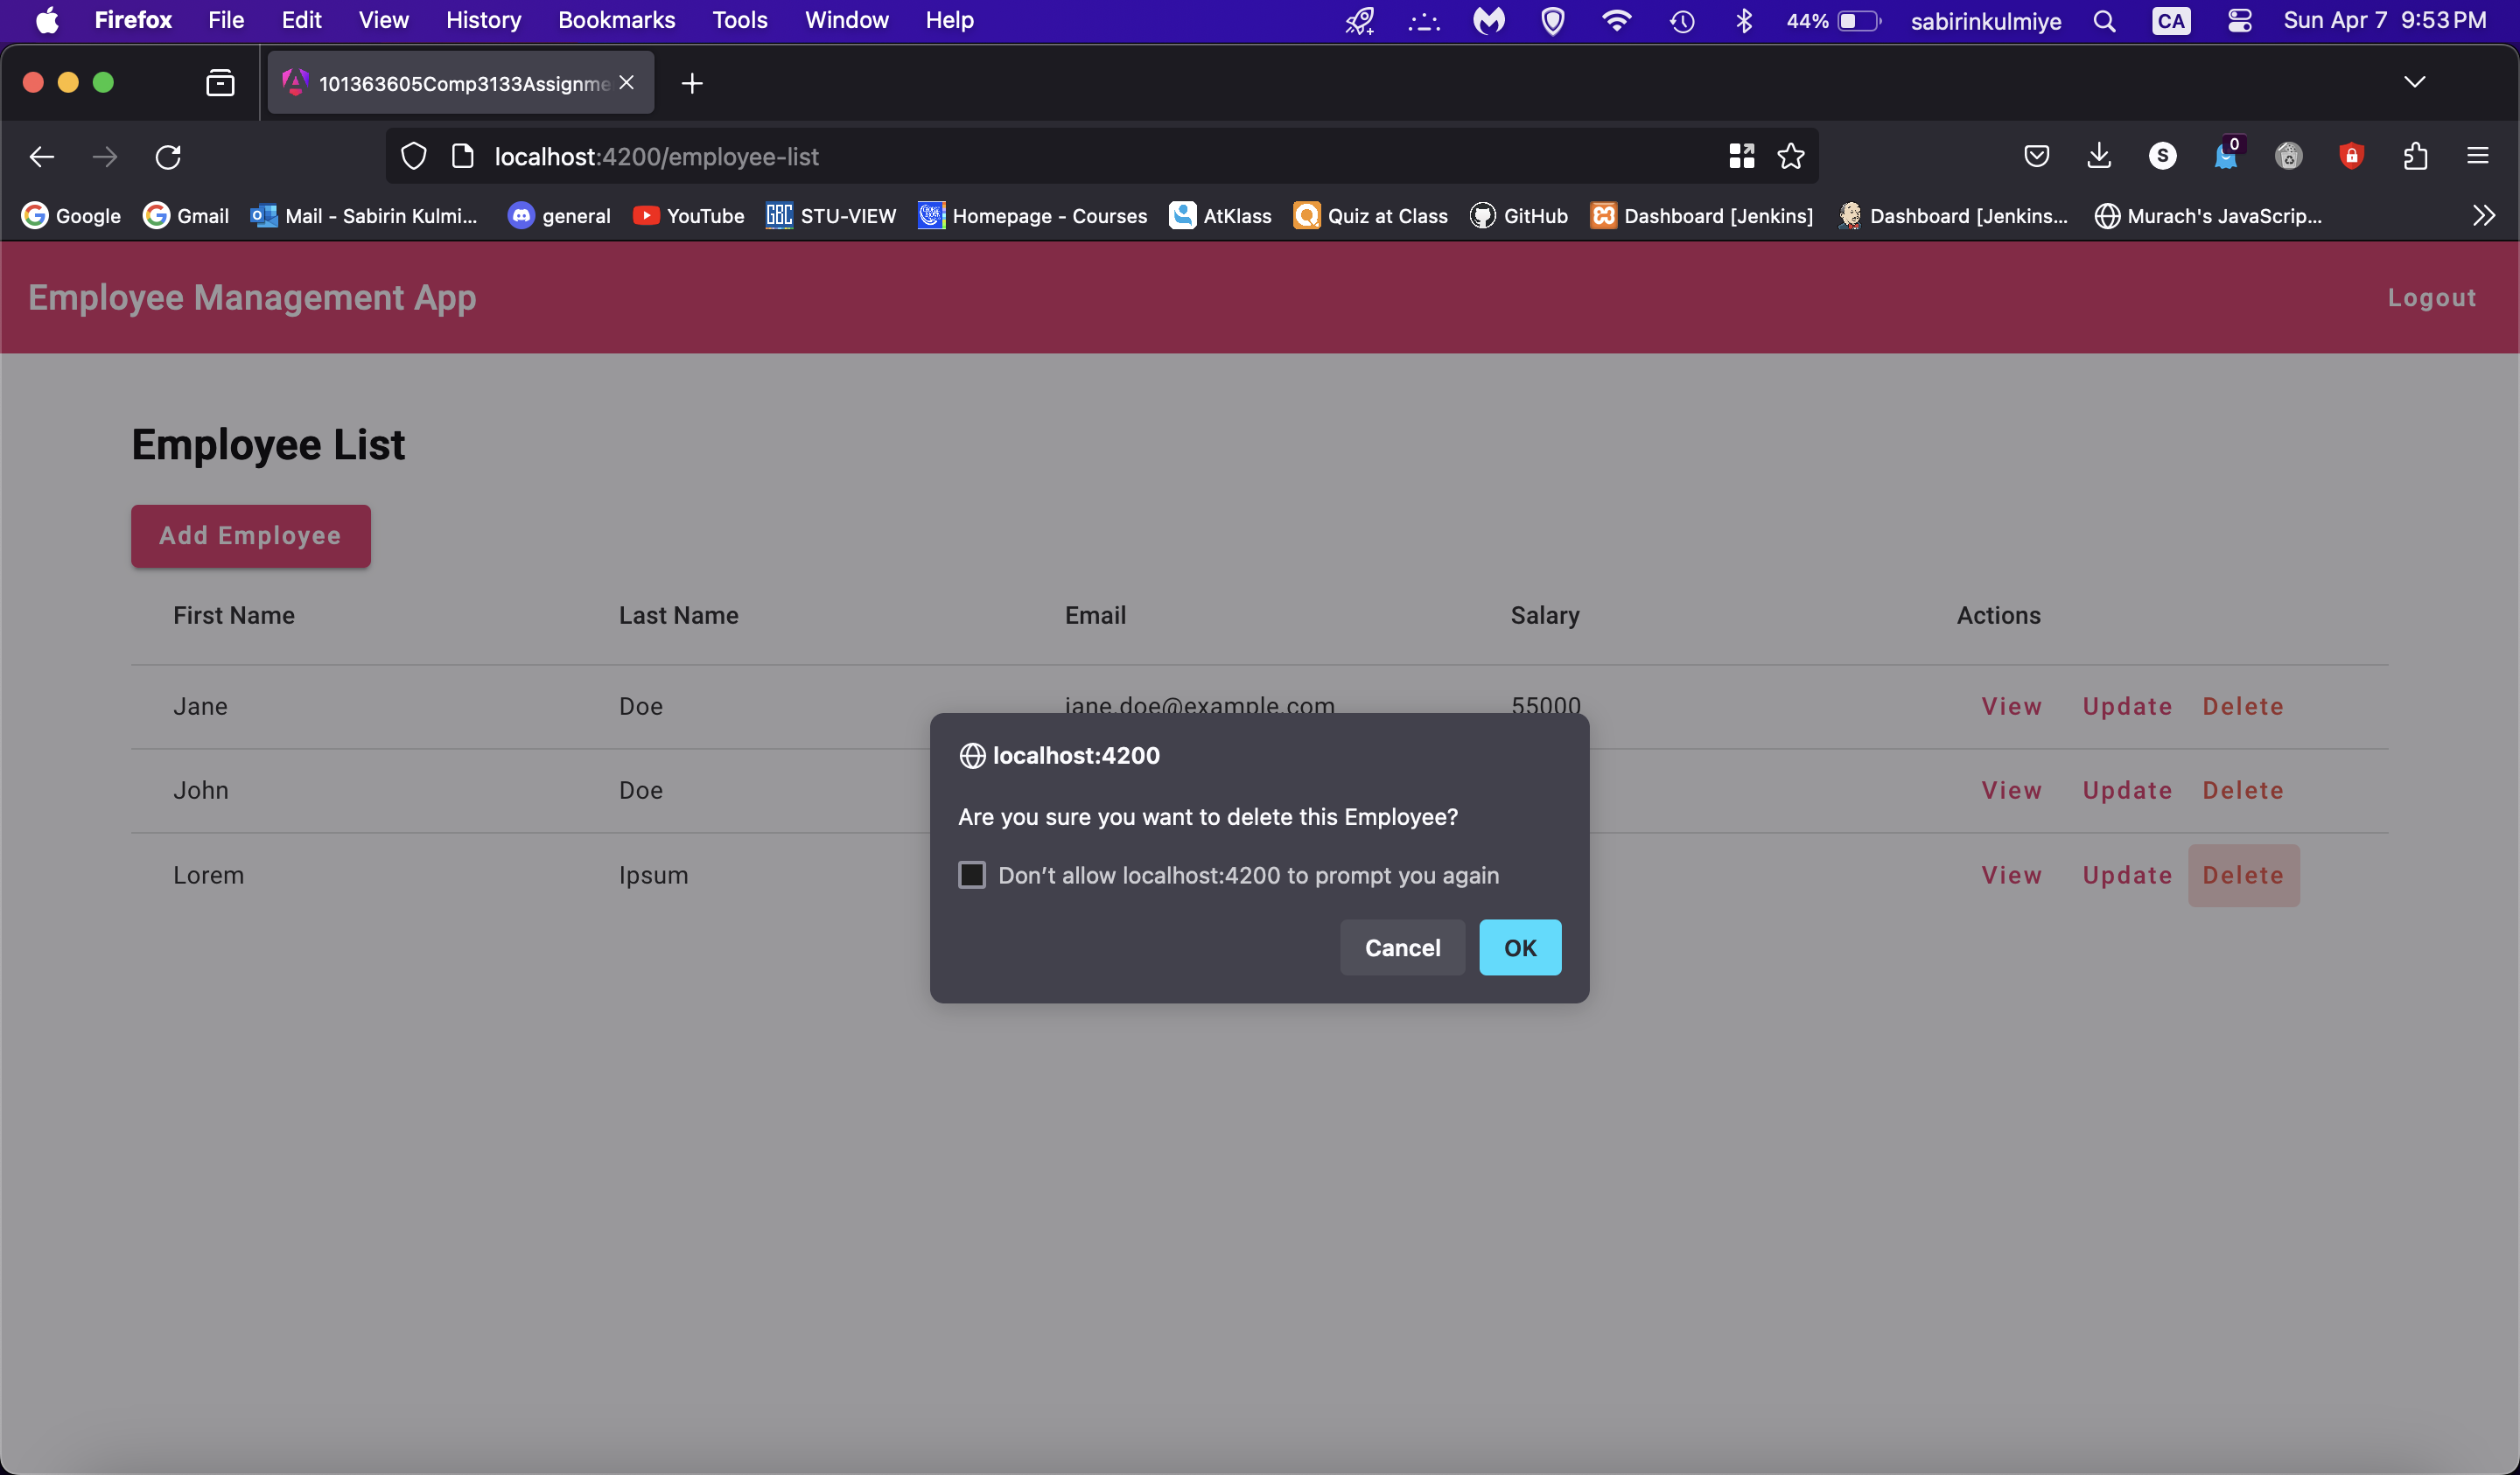 Firefox File Edit View History Bookmarks Tools Window Help 44% sabirinkulmiye CA Sun Apr 7 9:53 PM
101363605Comp3133Assignme
localhost:4200/employee-list S 0
Google Gmail Mail - Sabirin Kulmi... general YouTube GBC STU-VIEW Homepage - Courses AtKlass Quiz at Class GitHub Dashboard [Jenkins] Dashboard [Jenkins... Murach's JavaScrip...
Employee Management App Logout
Employee List
Add Employee
First Name Last Name Email Salary Actions
Jane Doe jane.doe@example.com 55000 View Update Delete
localhost:4200
John Doe View Update Delete
Are you sure you want to delete this Employee?
Lorem Ipsum View Update Delete
Don't allow localhost:4200 to prompt you again
Cancel OK